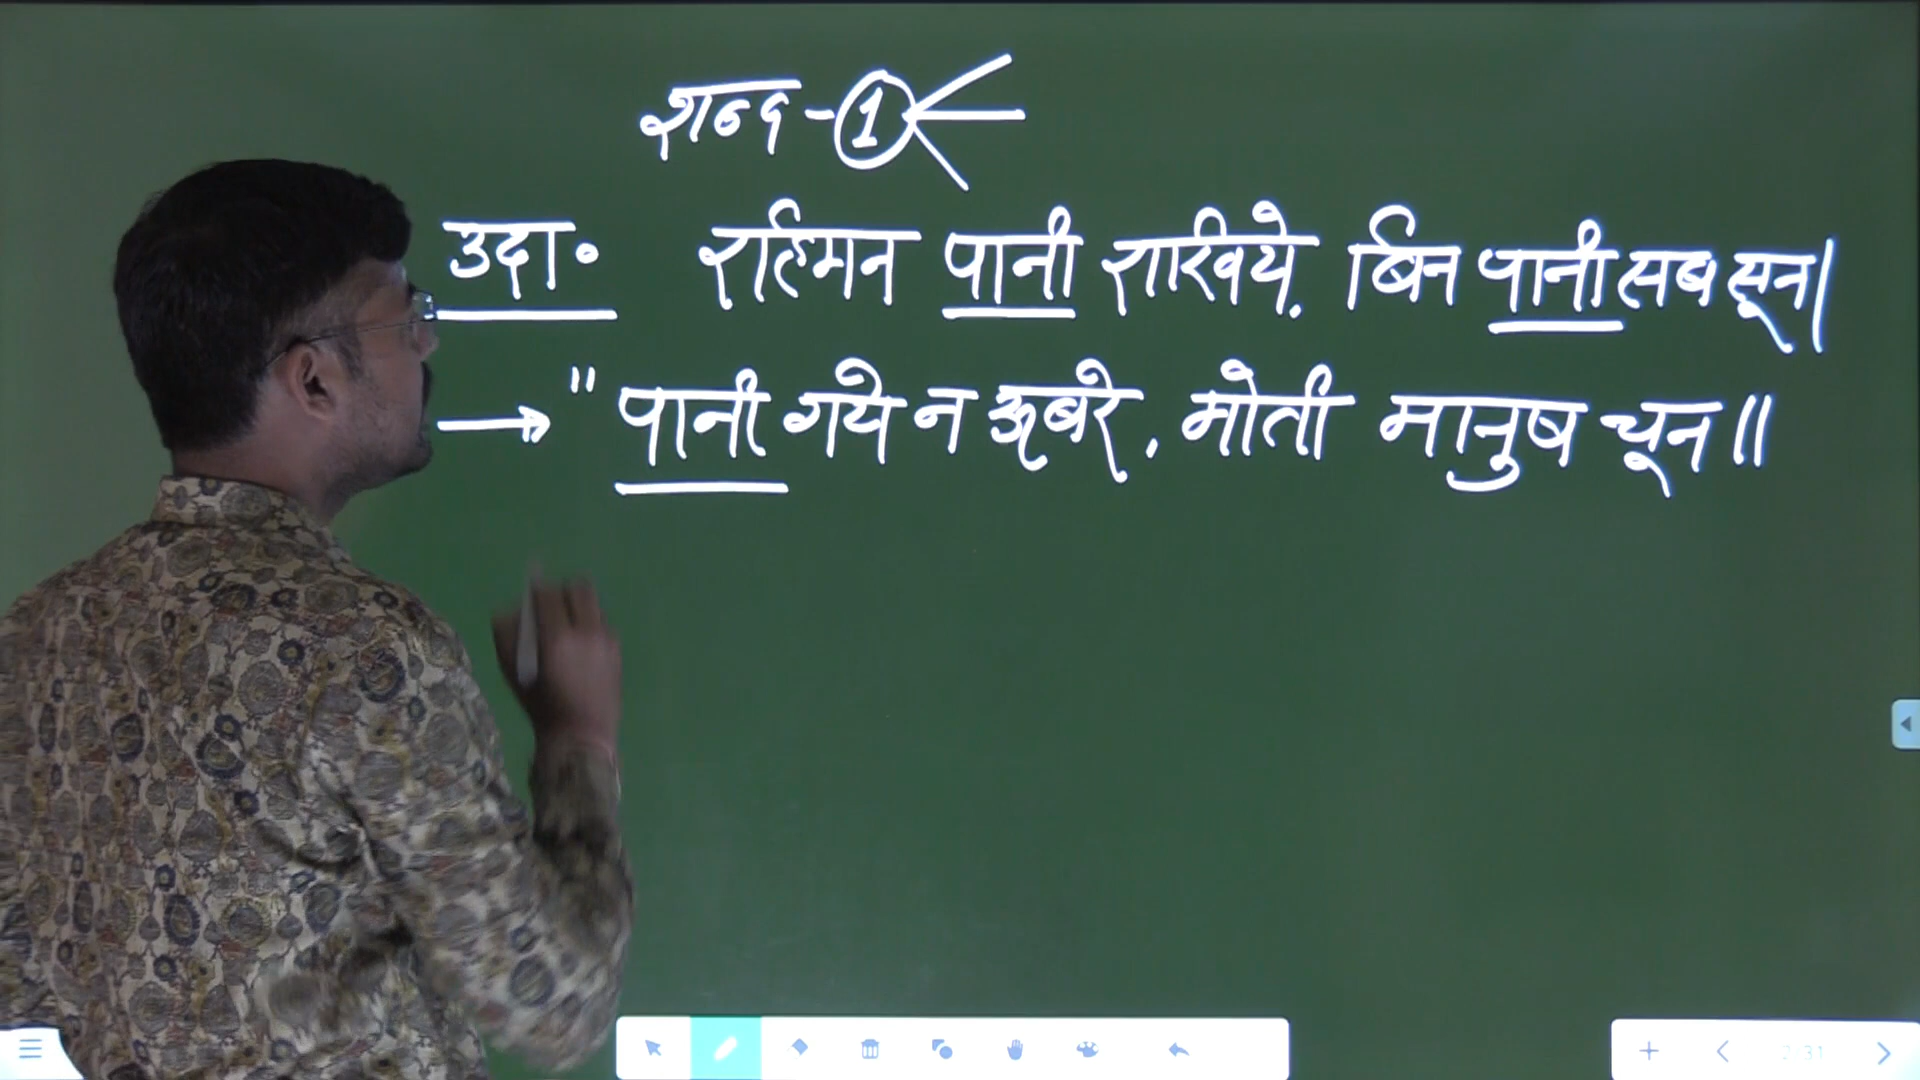 शब्द - 1
उदा॰ रहिमन पानी राखिये, बिन पानी सब सून।
→ " पानी गये न ऊबरे, मोती मानुष चून॥